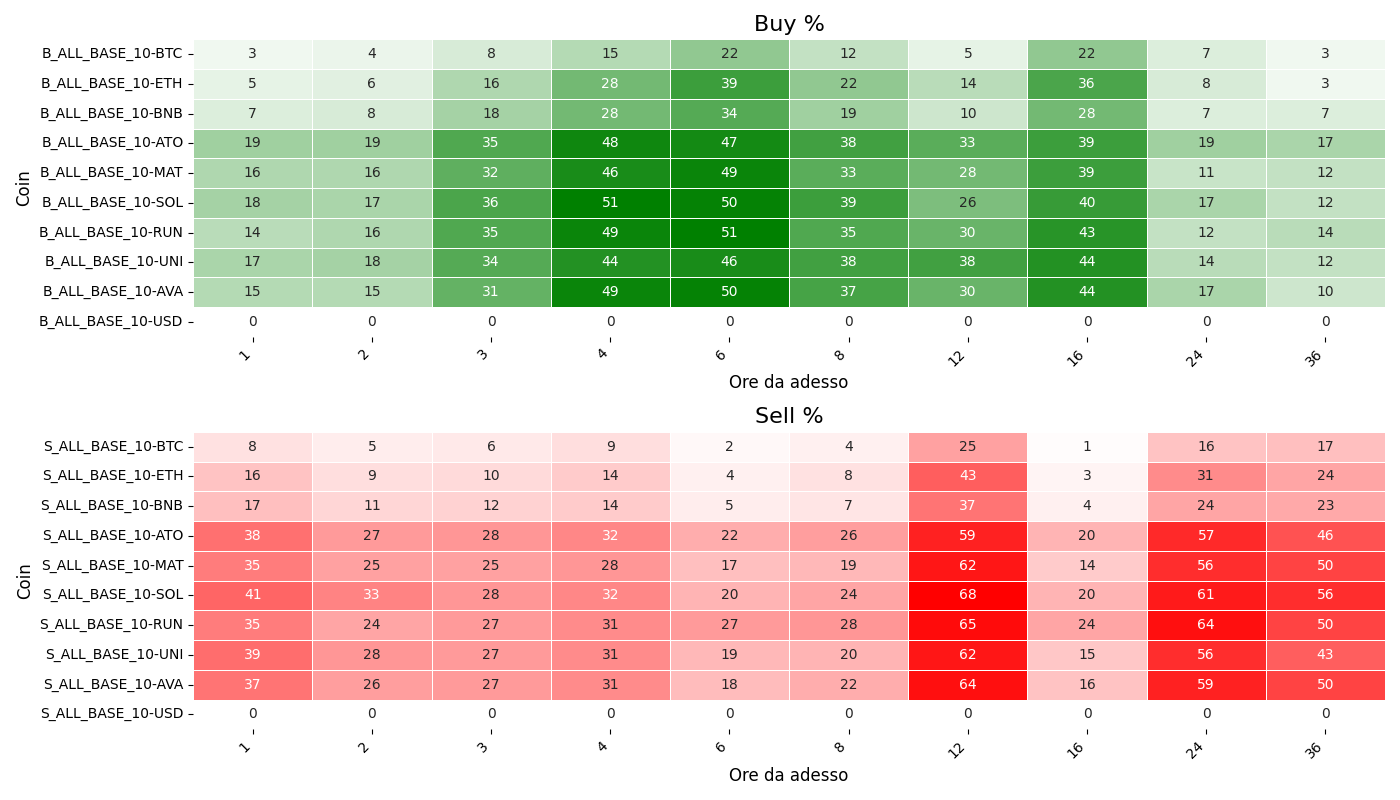 Buy %
Coin
B_ALL_BASE_10-BTC 3 4 8 15 22 12 5 22 7 3
B_ALL_BASE_10-ETH 5 6 16 28 39 22 14 36 8 3
B_ALL_BASE_10-BNB 7 8 18 28 34 19 10 28 7 7
B_ALL_BASE_10-ATO 19 19 35 48 47 38 33 39 19 17
B_ALL_BASE_10-MAT 16 16 32 46 49 33 28 39 11 12
B_ALL_BASE_10-SOL 18 17 36 51 50 39 26 40 17 12
B_ALL_BASE_10-RUN 14 16 35 49 51 35 30 43 12 14
B_ALL_BASE_10-UNI 17 18 34 44 46 38 38 44 14 12
B_ALL_BASE_10-AVA 15 15 31 49 50 37 30 44 17 10
B_ALL_BASE_10-USD 0 0 0 0 0 0 0 0 0 0
1 2 3 4 6 8 12 16 24 36
Ore da adesso
Sell %
Coin
S_ALL_BASE_10-BTC 8 5 6 9 2 4 25 1 16 17
S_ALL_BASE_10-ETH 16 9 10 14 4 8 43 3 31 24
S_ALL_BASE_10-BNB 17 11 12 14 5 7 37 4 24 23
S_ALL_BASE_10-ATO 38 27 28 32 22 26 59 20 57 46
S_ALL_BASE_10-MAT 35 25 25 28 17 19 62 14 56 50
S_ALL_BASE_10-SOL 41 33 28 32 20 24 68 20 61 56
S_ALL_BASE_10-RUN 35 24 27 31 27 28 65 24 64 50
S_ALL_BASE_10-UNI 39 28 27 31 19 20 62 15 56 43
S_ALL_BASE_10-AVA 37 26 27 31 18 22 64 16 59 50
S_ALL_BASE_10-USD 0 0 0 0 0 0 0 0 0 0
1 2 3 4 6 8 12 16 24 36
Ore da adesso